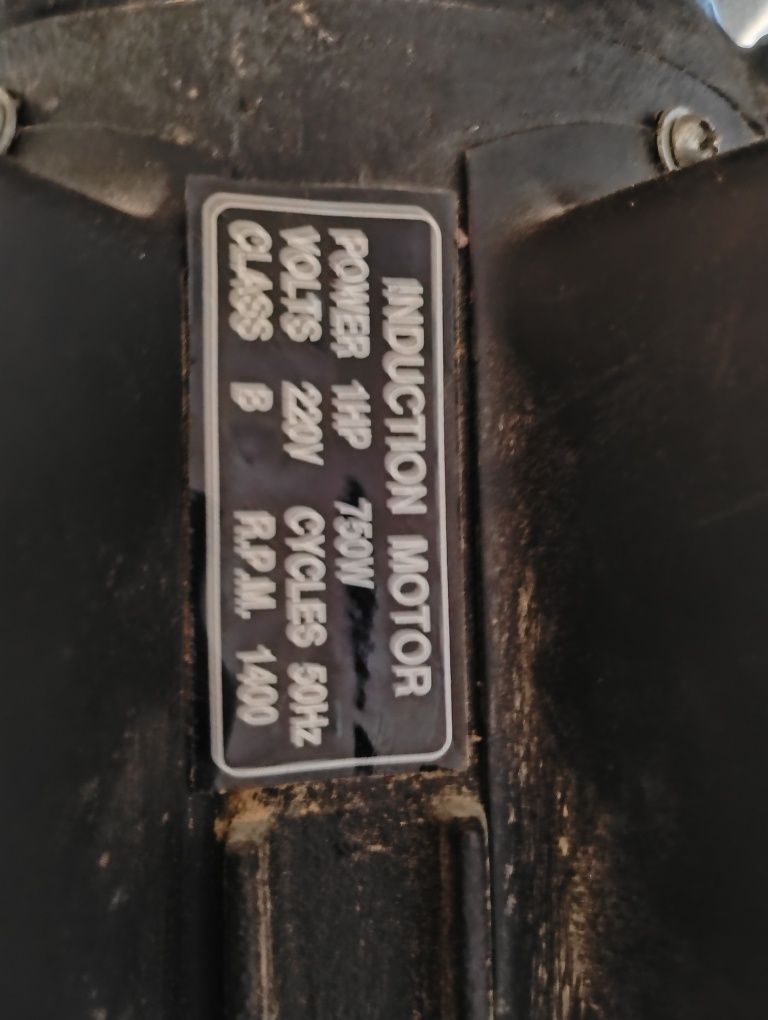 INDUCTION MOTOR
POWER 1HP 750W
VOLTS 220V CYCLES 50Hz
CLASS B R.P.M. 1400